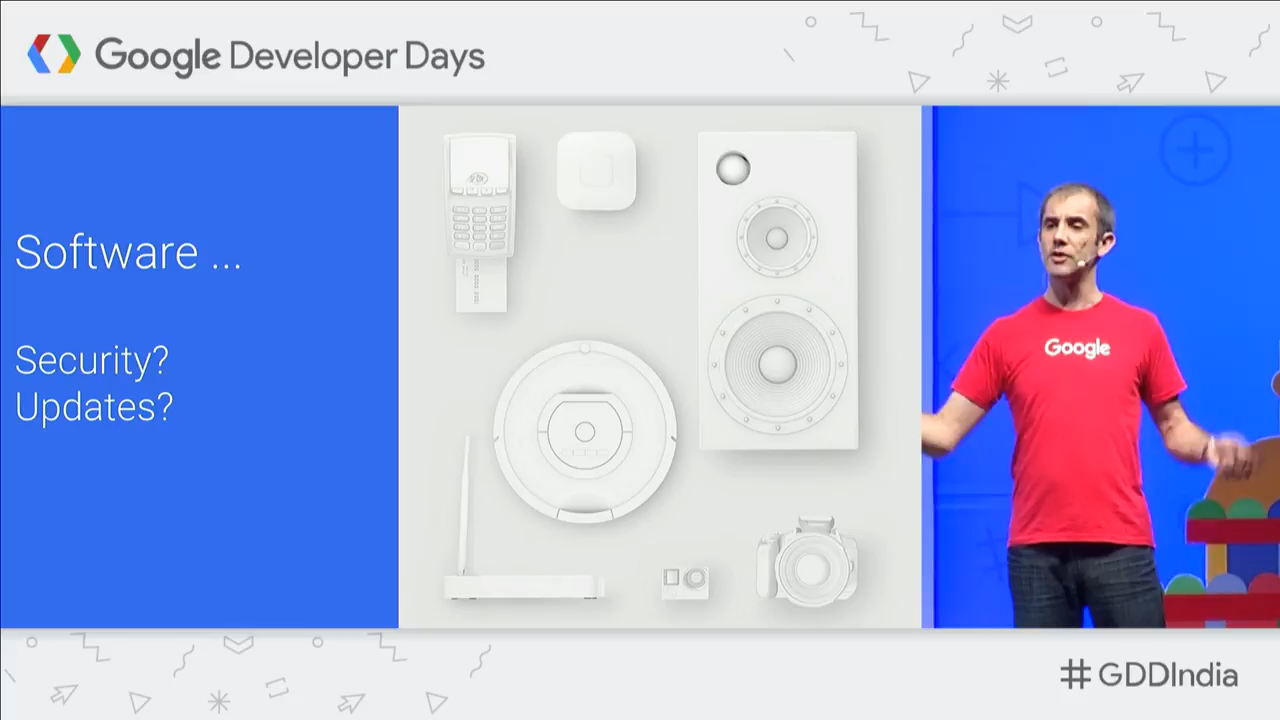 Google Developer Days
Software ...
Security?
Updates?
Google
#GDDIndia